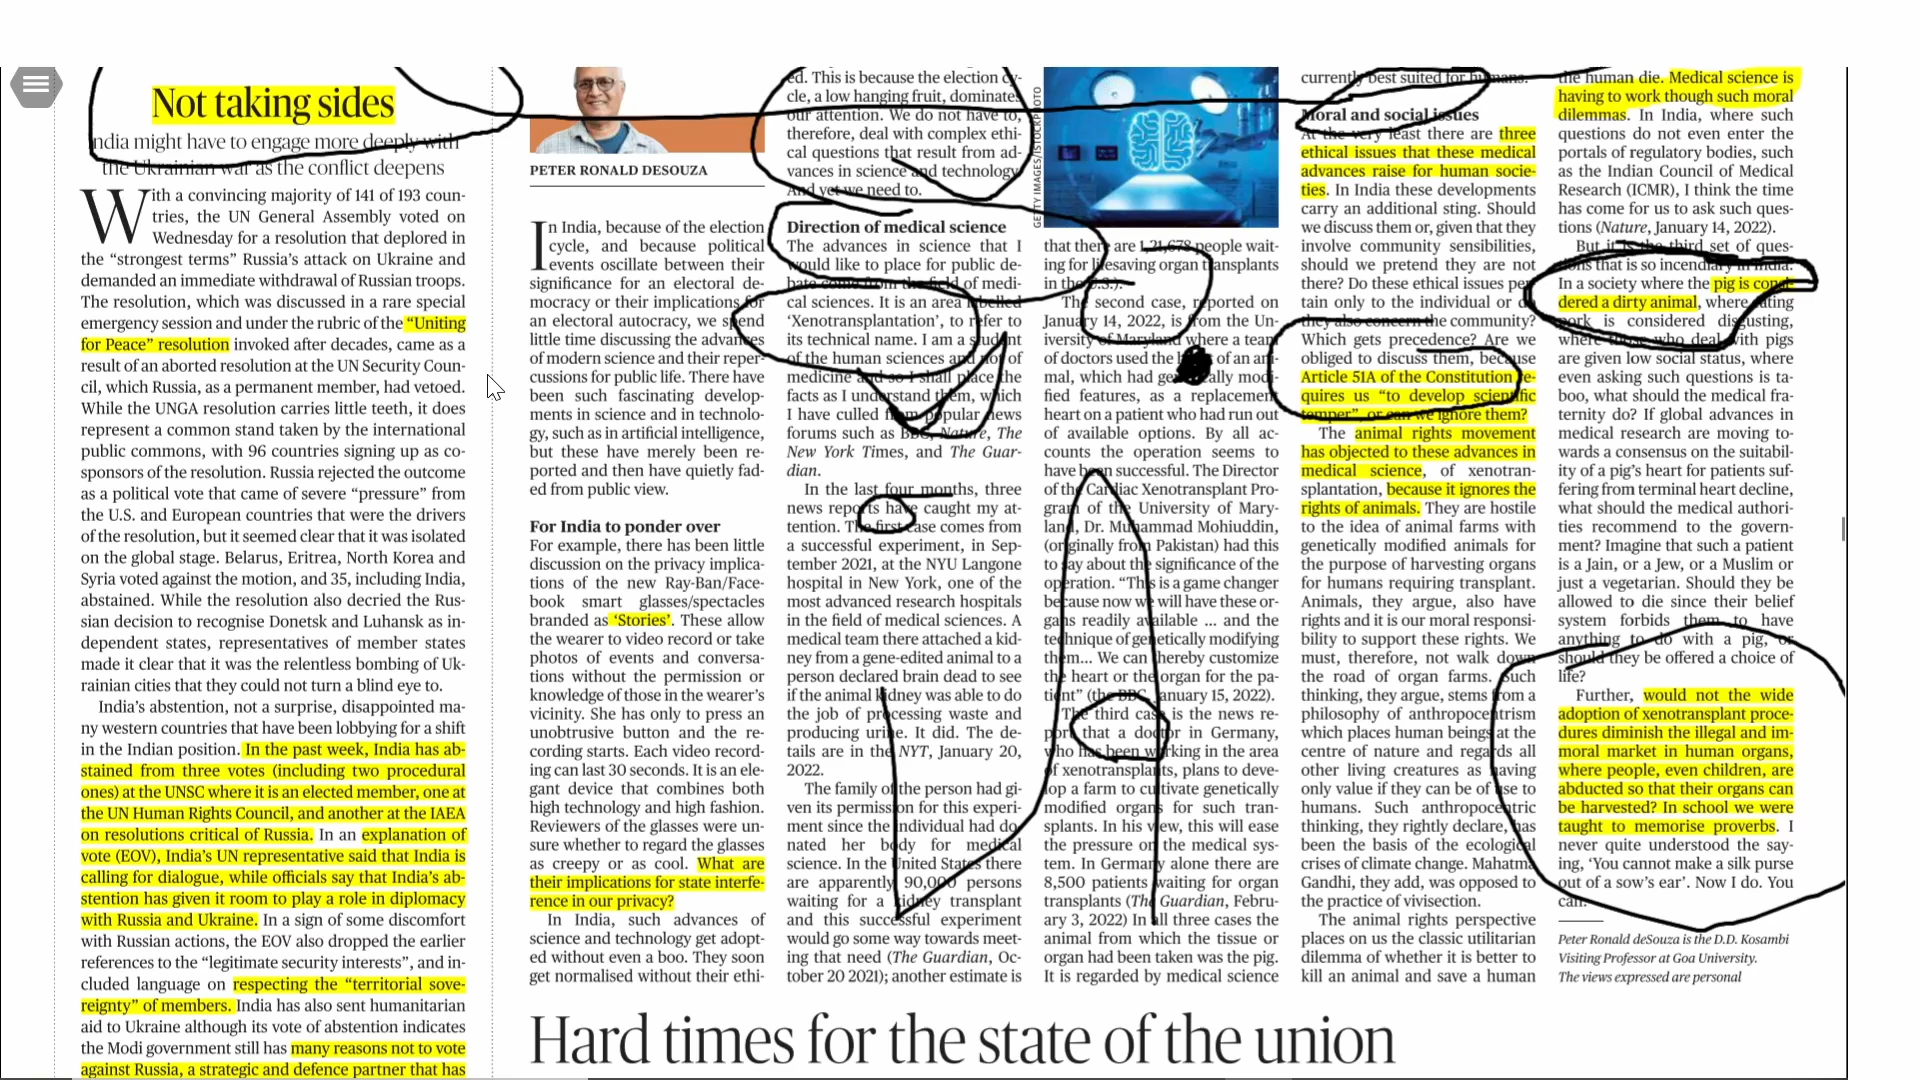 Not taking sides
India might have to engage more deeply with
the Ukrainian war as the conflict deepens
With a convincing majority of 141 of 193 coun-
tries, the UN General Assembly voted on
Wednesday for a resolution that deplored in
the “strongest terms” Russia’s attack on Ukraine and
demanded an immediate withdrawal of Russian troops.
The resolution, which was discussed in a rare special
emergency session and under the rubric of the “Uniting
for Peace” resolution invoked after decades, came as a
result of an aborted resolution at the UN Security Coun-
cil, which Russia, as a permanent member, had vetoed.
While the UNGA resolution carries little teeth, it does
represent a common stand taken by the international
public commons, with 96 countries signing up as co-
sponsors of the resolution. Russia rejected the outcome
as a political vote that came of severe “pressure” from
the U.S. and European countries that were the drivers
of the resolution, but it seemed clear that it was isolated
on the global stage. Belarus, Eritrea, North Korea and
Syria voted against the motion, and 35, including India,
abstained. While the resolution also decried the Rus-
sian decision to recognise Donetsk and Luhansk as in-
dependent states, representatives of member states
made it clear that it was the relentless bombing of Uk-
rainian cities that they could not turn a blind eye to.
India’s abstention, not a surprise, disappointed ma-
ny western countries that have been lobbying for a shift
in the Indian position. In the past week, India has ab-
stained from three votes (including two procedural
ones) at the UNSC where it is an elected member, one at
the UN Human Rights Council, and another at the IAEA
on resolutions critical of Russia. In an explanation of
vote (EOV), India’s UN representative said that India is
calling for dialogue, while officials say that India’s ab-
stention has given it room to play a role in diplomacy
with Russia and Ukraine. In a sign of some discomfort
with Russian actions, the EOV also dropped the earlier
references to the “legitimate security interests”, and in-
cluded language on respecting the “territorial sove-
reignty” of members. India has also sent humanitarian
aid to Ukraine although its vote of abstention indicates
the Modi government still has many reasons not to vote
against Russia, a strategic and defence partner that has
PETER RONALD DESOUZA
In India, because of the election
cycle, and because political
events oscillate between their
significance for an electoral de-
mocracy or their implications for
an electoral autocracy, we spend
little time discussing the advances
of modern science and their reper-
cussions for public life. There have
been such fascinating develop-
ments in science and in technolo-
gy, such as in artificial intelligence,
but these have merely been re-
ported and then have quietly fad-
ed from public view.
For India to ponder over
For example, there has been little
discussion on the privacy implica-
tions of the new Ray-Ban/Face-
book smart glasses/spectacles
branded as ‘Stories’. These allow
the wearer to video record or take
photos of events and conversa-
tions without the permission or
knowledge of those in the wearer’s
vicinity. She has only to press an
unobtrusive button and the re-
cording starts. Each video record-
ing can last 30 seconds. It is an ele-
gant device that combines both
high technology and high fashion.
Reviewers of the glasses were un-
sure whether to regard the glasses
as creepy or as cool. What are
their implications for state interfe-
rence in our privacy?
In India, such advances of
science and technology get adopt-
ed without even a boo. They soon
get normalised without their ethi-
ed. This is because the election cy-
cle, a low hanging fruit, dominates
our attention. We do not have to,
therefore, deal with complex ethi-
cal questions that result from ad-
vances in science and technology.
And yet we need to.
Direction of medical science
The advances in science that I
would like to place for public de-
bate come from the field of medi-
cal sciences. It is an area labelled
‘Xenotransplantation’, to refer to
its technical name. I am a student
of the human sciences and not of
medicine and so I shall place the
facts as I understand them, which
I have culled from popular news
forums such as BBC, Nature, The
New York Times, and The Guar-
dian.
In the last four months, three
news reports have caught my at-
tention. The first case comes from
a successful experiment, in Sep-
tember 2021, at the NYU Langone
hospital in New York, one of the
most advanced research hospitals
in the field of medical sciences. A
medical team there attached a kid-
ney from a gene-edited animal to a
person declared brain dead to see
if the animal kidney was able to do
the job of processing waste and
producing urine. It did. The de-
tails are in the NYT, January 20,
2022.
The family of the person had gi-
ven its permission for this experi-
ment since the individual had do-
nated her body for medical
science. In the United States there
are apparently 90,000 persons
waiting for a kidney transplant
and this successful experiment
would go some way towards meet-
ing that need (The Guardian, Oc-
tober 20 2021); another estimate is
GETTY IMAGES/ISTOCKPHOTO
that there are 1,21,678 people wait-
ing for lifesaving organ transplants
in the U.S.).
The second case, reported on
January 14, 2022, is from the Un-
iversity of Maryland where a team
of doctors used the of an ani-
mal, which had genetically modi-
fied features, as a replacement
heart on a patient who had run out
of available options. By all ac-
counts the operation seems to
have been successful. The Director
of the Cardiac Xenotransplant Pro-
gram of the University of Mary-
land, Dr. Muhammad Mohiuddin,
(originally from Pakistan) had this
to say about the significance of the
operation. “This is a game changer
because now we will have these or-
gans readily available ... and the
technique of genetically modifying
them... We can thereby customize
the heart or the organ for the pa-
tient” (the BBC, January 15, 2022).
The third case is the news re-
port that a doctor in Germany,
who has been working in the area
of xenotransplants, plans to deve-
lop a farm to cultivate genetically
modified organs for such tran-
splants. In his view, this will ease
the pressure on the medical sys-
tem. In Germany alone there are
8,500 patients waiting for organ
transplants (The Guardian, Febru-
ary 3, 2022) In all three cases the
animal from which the tissue or
organ had been taken was the pig.
It is regarded by medical science
currently best suited for humans.
Moral and social issues
At the very least there are three
ethical issues that these medical
advances raise for human socie-
ties. In India these developments
carry an additional sting. Should
we discuss them or, given that they
involve community sensibilities,
should we pretend they are not
there? Do these ethical issues per-
tain only to the individual or do
they also concern the community?
Which gets precedence? Are we
obliged to discuss them, because
Article 51A of the Constitution re-
quires us “to develop scientific
temper”, or can we ignore them?
The animal rights movement
has objected to these advances in
medical science, of xenotran-
splantation, because it ignores the
rights of animals. They are hostile
to the idea of animal farms with
genetically modified animals for
the purpose of harvesting organs
for humans requiring transplant.
Animals, they argue, also have
rights and it is our moral responsi-
bility to support these rights. We
must, therefore, not walk down
the road of organ farms. Such
thinking, they argue, stems from a
philosophy of anthropocentrism
which places human beings at the
centre of nature and regards all
other living creatures as having
only value if they can be of use to
humans. Such anthropocentric
thinking, they rightly declare, has
been the basis of the ecological
crises of climate change. Mahatma
Gandhi, they add, was opposed to
the practice of vivisection.
The animal rights perspective
places on us the classic utilitarian
dilemma of whether it is better to
kill an animal and save a human
the human die. Medical science is
having to work though such moral
dilemmas. In India, where such
questions do not even enter the
portals of regulatory bodies, such
as the Indian Council of Medical
Research (ICMR), I think the time
has come for us to ask such ques-
tions (Nature, January 14, 2022).
But it is the third set of ques-
tions that is so incendiary in India.
In a society where the pig is consi-
dered a dirty animal, where eating
pork is considered disgusting,
where those who deal with pigs
are given low social status, where
even asking such questions is ta-
boo, what should the medical fra-
ternity do? If global advances in
medical research are moving to-
wards a consensus on the suitabil-
ity of a pig’s heart for patients suf-
fering from terminal heart decline,
what should the medical authori-
ties recommend to the govern-
ment? Imagine that such a patient
is a Jain, or a Jew, or a Muslim or
just a vegetarian. Should they be
allowed to die since their belief
system forbids them to have
anything to do with a pig, or
should they be offered a choice of
life?
Further, would not the wide
adoption of xenotransplant proce-
dures diminish the illegal and im-
moral market in human organs,
where people, even children, are
abducted so that their organs can
be harvested? In school we were
taught to memorise proverbs. I
never quite understood the say-
ing, ‘You cannot make a silk purse
out of a sow’s ear’. Now I do. You
can.
Peter Ronald deSouza is the D.D. Kosambi
Visiting Professor at Goa University.
The views expressed are personal
Hard times for the state of the union